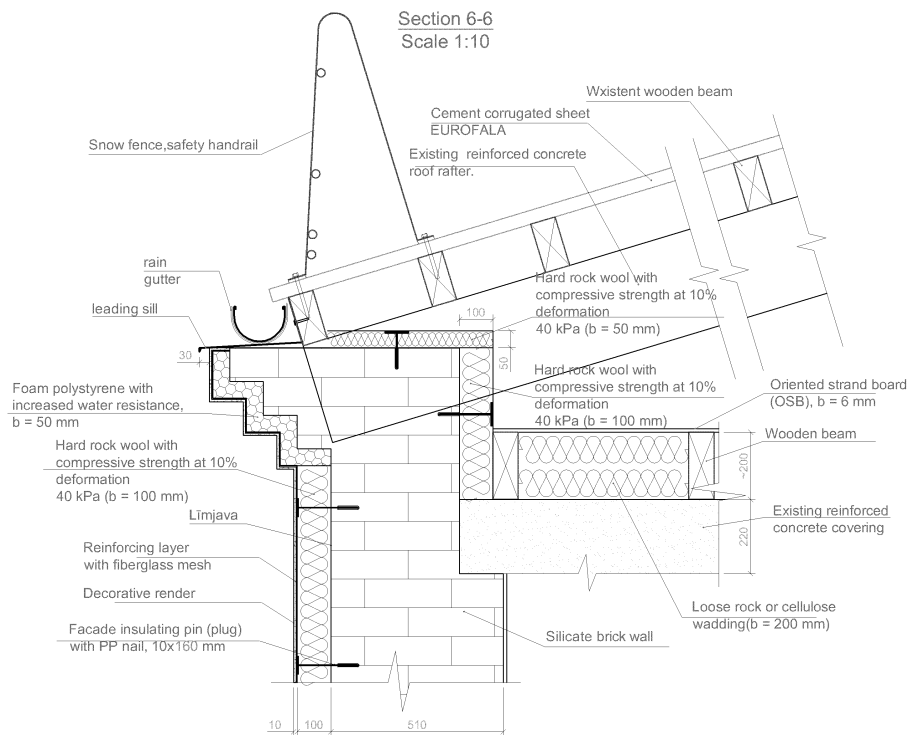 Section 6-6
Scale 1:10
Wxistent wooden beam
Cement corrugated sheet
EUROFALA
Existing reinforced concrete
roof rafter.
Snow fence,safety handrail
rain
gutter
leading sill
Hard rock wool with
compressive strength at 10%
deformation
40 kPa (b = 50 mm)
100
50
30
Hard rock wool with
compressive strength at 10%
deformation
40 kPa (b = 100 mm)
Oriented strand board
(OSB), b = 6 mm
Wooden beam
Foam polystyrene with
increased water resistance,
b = 50 mm
Hard rock wool with
compressive strength at 10%
deformation
40 kPa (b = 100 mm)
~200
Līmjava
Existing reinforced
concrete covering
220
Reinforcing layer
with fiberglass mesh
Decorative render
Loose rock or cellulose
wadding(b = 200 mm)
Facade insulating pin (plug)
with PP nail, 10x160 mm
Silicate brick wall
10
100
510